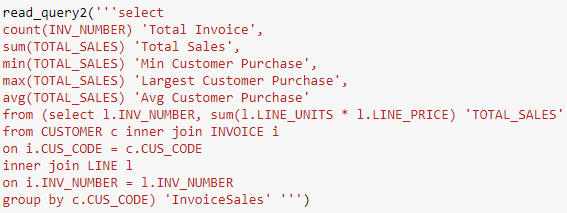 read_query2('''select
count(INV_NUMBER) 'Total Invoice',
sum(TOTAL_SALES) 'Total Sales',
min(TOTAL_SALES) 'Min Customer Purchase',
max(TOTAL_SALES) 'Largest Customer Purchase',
avg(TOTAL_SALES) 'Avg Customer Purchase'
from (select l.INV_NUMBER, sum(l.LINE_UNITS * l.LINE_PRICE) 'TOTAL_SALES'
from CUSTOMER c inner join INVOICE i
on i.CUS_CODE = c.CUS_CODE
inner join LINE l
on i.INV_NUMBER = l.INV_NUMBER
group by c.CUS_CODE) 'InvoiceSales' ''')